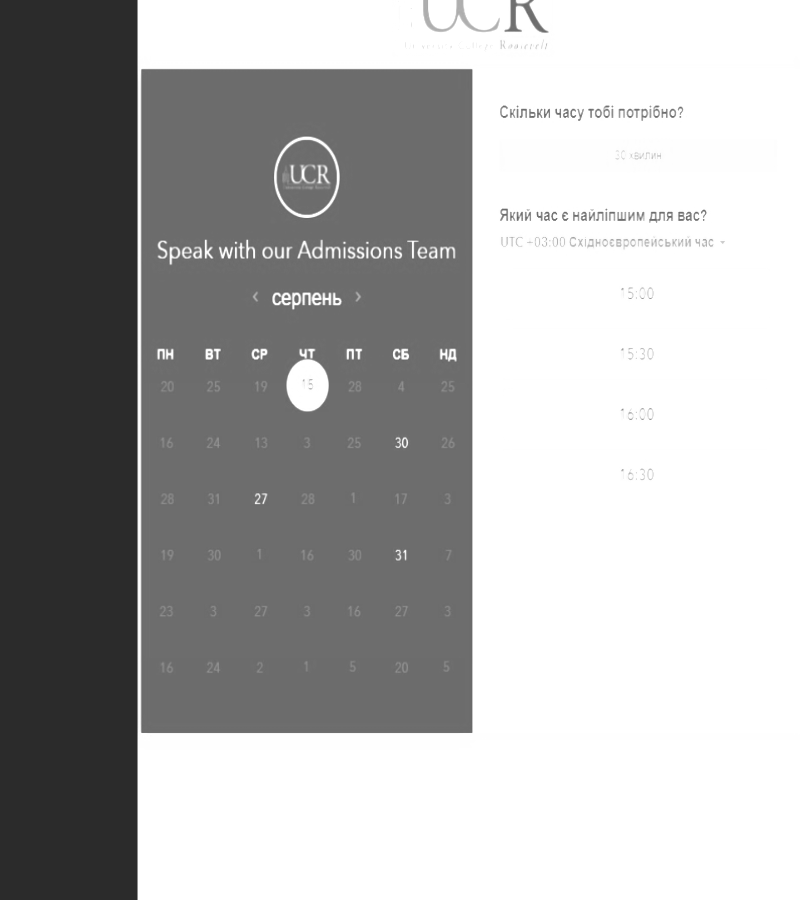 UCR
University College Roosevelt
UCR
Speak with our Admissions Team
‹ серпень ›
ПН ВТ СР ЧТ ПТ СБ НД
20 25 19 15 28 4 25
16 24 13 3 25 30 26
28 31 27 28 1 17 3
19 30 1 16 30 31 7
23 3 27 3 16 27 3
16 24 2 1 5 20 5
Скільки часу тобі потрібно?
30 хвилин
Який час є найліпшим для вас?
UTC +03:00 Східноєвропейський час
15:00
15:30
16:00
16:30